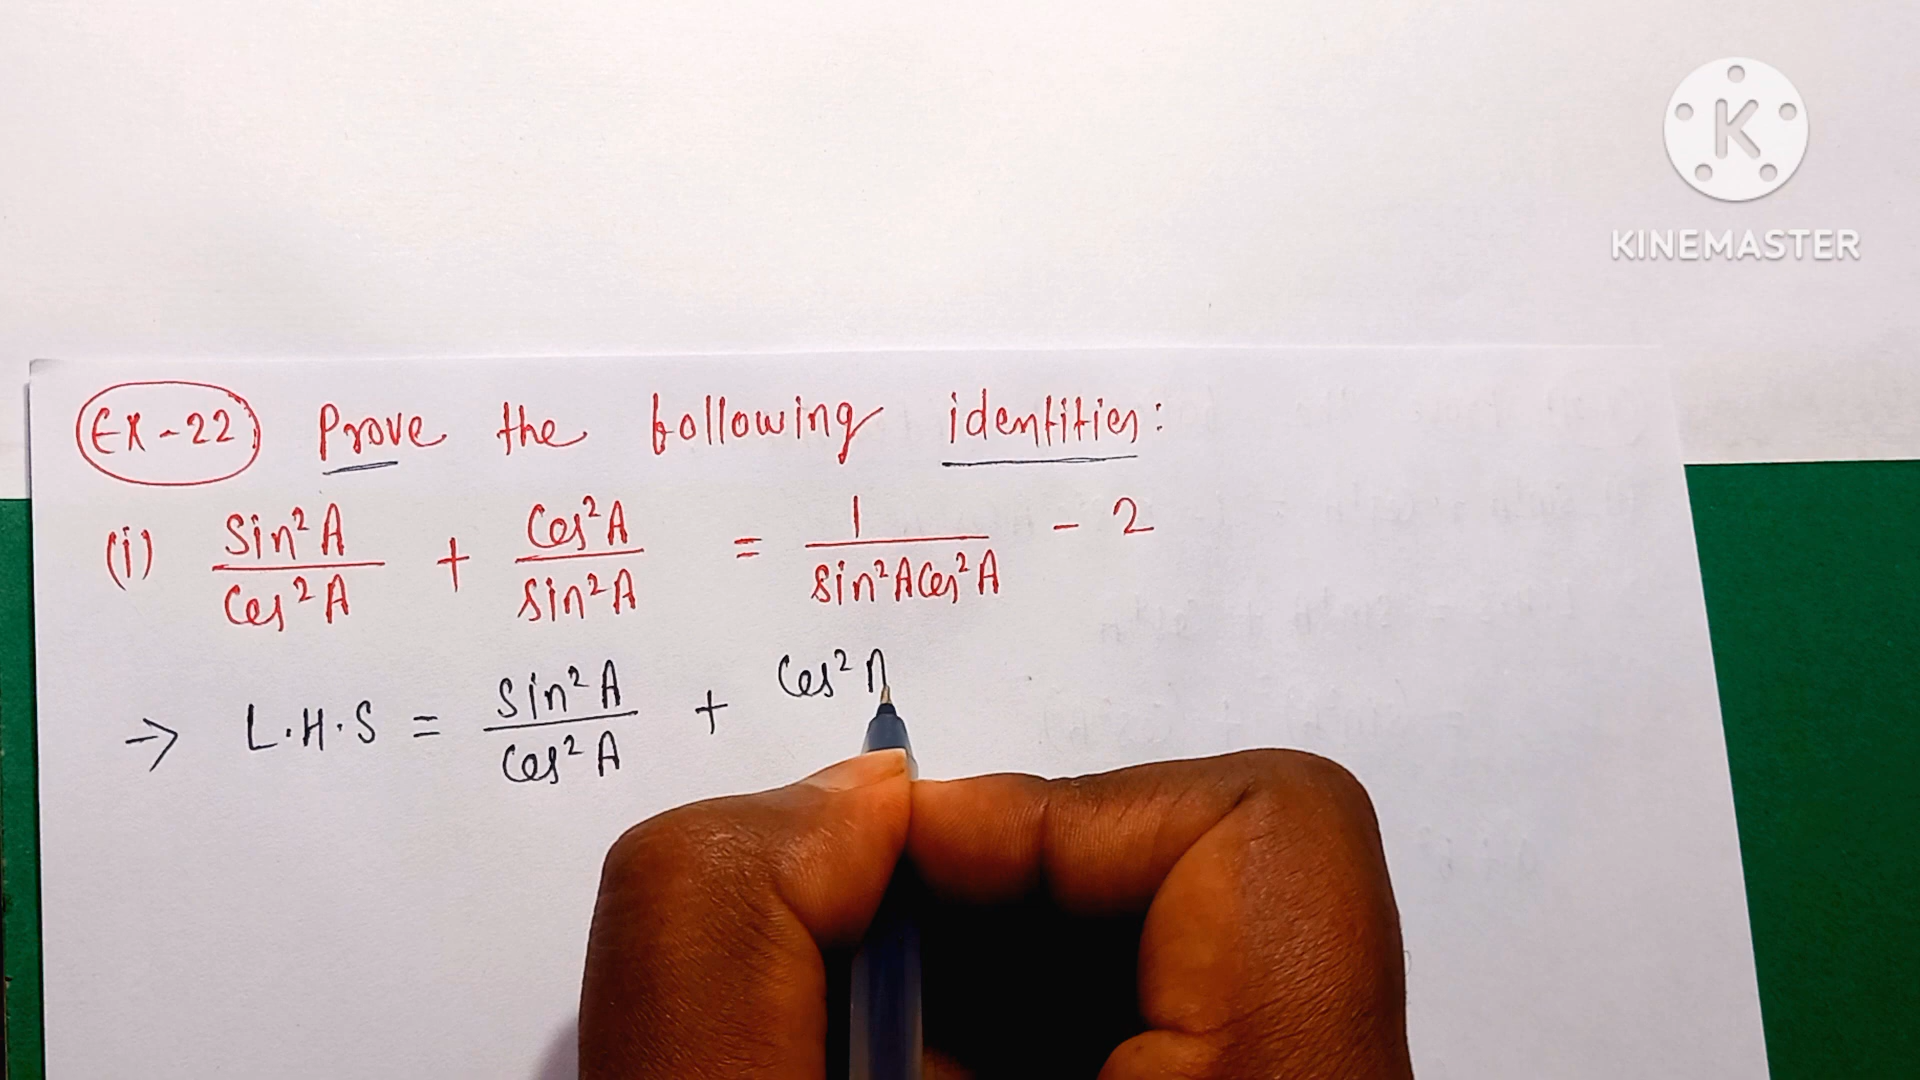 KINEMASTER
Ex-22 Prove the following identities:
(i) Sin²A/Cos²A + Cos²A/Sin²A = 1/Sin²ACos²A - 2
→ L.H.S = Sin²A/Cos²A + Cos²A